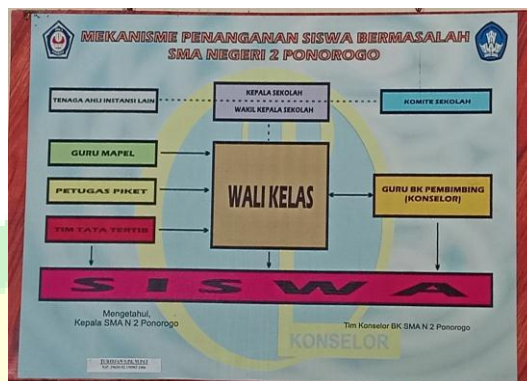 MEKANISME PENANGANAN SISWA BERMASALAH
SMA NEGERI 2 PONOROGO
TENAGA AHLI INSTANSI LAIN
KEPALA SEKOLAH
WAKIL KEPALA SEKOLAH
KOMITE SEKOLAH
GURU MAPEL
PETUGAS PIKET
TIM TATA TERTIB
WALI KELAS
GURU BK PEMBIMBING
(KONSELOR)
SISWA
Mengetahui,
Kepala SMA N 2 Ponorogo
Tim Konselor BK SMA N 2 Ponorogo
KONSELOR